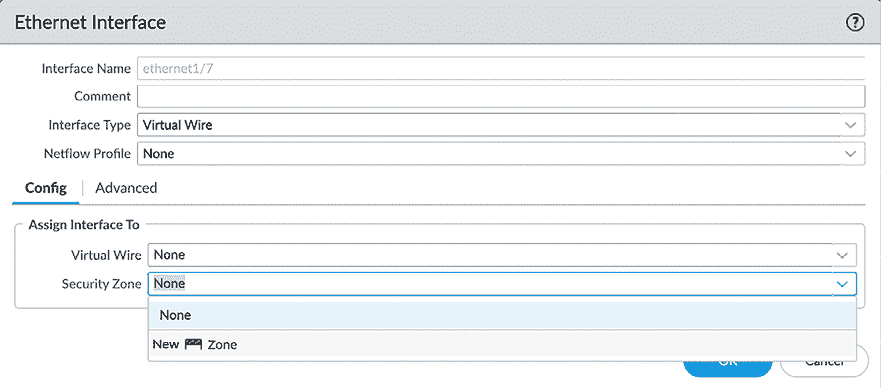 Ethernet Interface ?
Interface Name ethernet1/7
Comment
Interface Type Virtual Wire
Netflow Profile None
Config Advanced
Assign Interface To
Virtual Wire None
Security Zone None
None
New Zone
OK Cancel